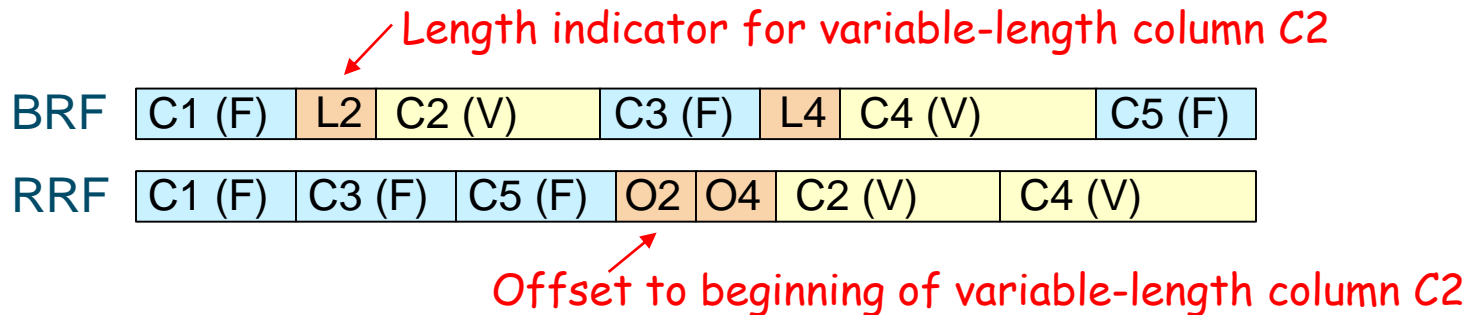 Length indicator for variable-length column C2
BRF C1 (F) L2 C2 (V) C3 (F) L4 C4 (V) C5 (F)
RRF C1 (F) C3 (F) C5 (F) O2 O4 C2 (V) C4 (V)
Offset to beginning of variable-length column C2